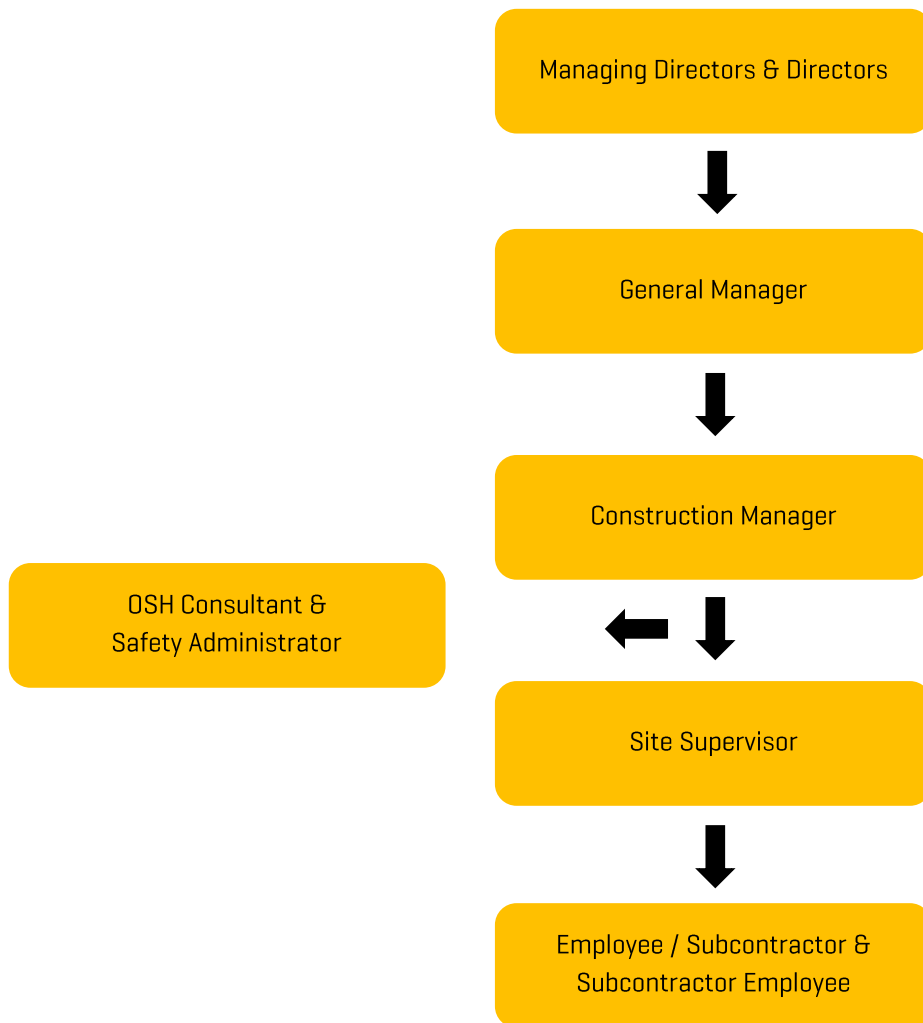 Managing Directors & Directors
General Manager
Construction Manager
OSH Consultant &
Safety Administrator
Site Supervisor
Employee / Subcontractor &
Subcontractor Employee